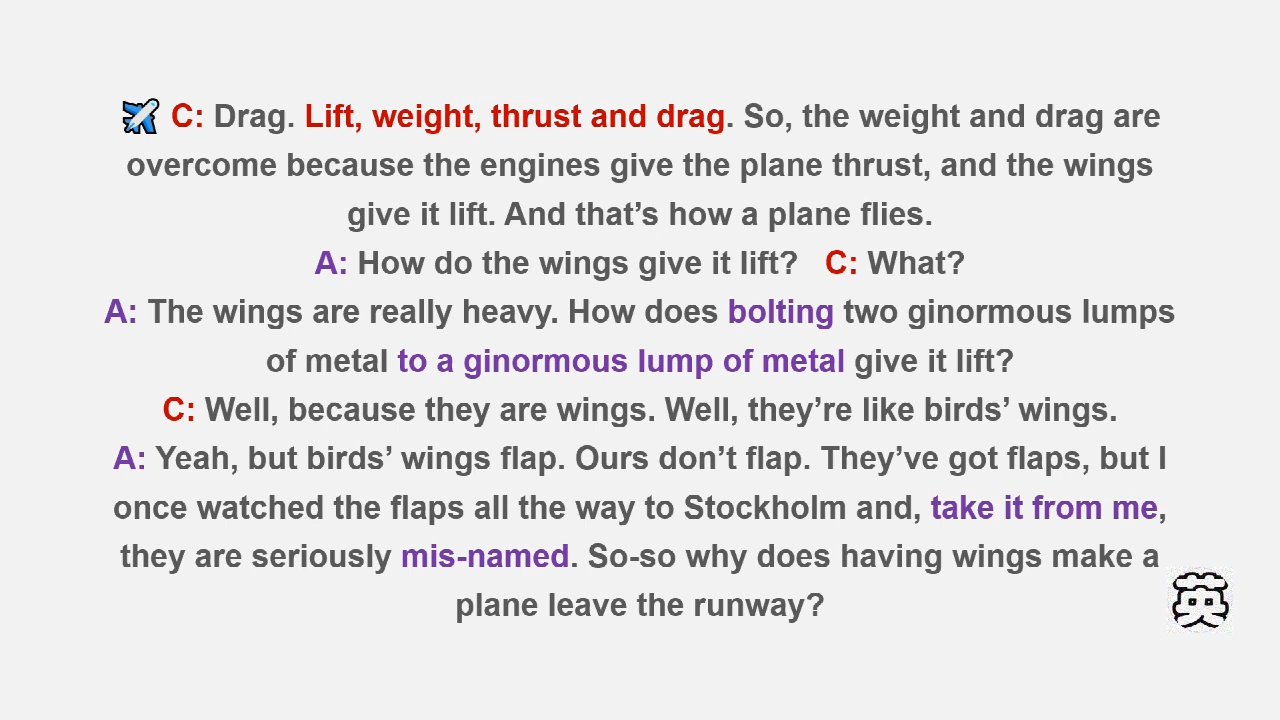 C: Drag. Lift, weight, thrust and drag. So, the weight and drag are
overcome because the engines give the plane thrust, and the wings
give it lift. And that’s how a plane flies.
A: How do the wings give it lift? C: What?
A: The wings are really heavy. How does bolting two ginormous lumps
of metal to a ginormous lump of metal give it lift?
C: Well, because they are wings. Well, they’re like birds’ wings.
A: Yeah, but birds’ wings flap. Ours don’t flap. They’ve got flaps, but I
once watched the flaps all the way to Stockholm and, take it from me,
they are seriously mis-named. So-so why does having wings make a
plane leave the runway?
英